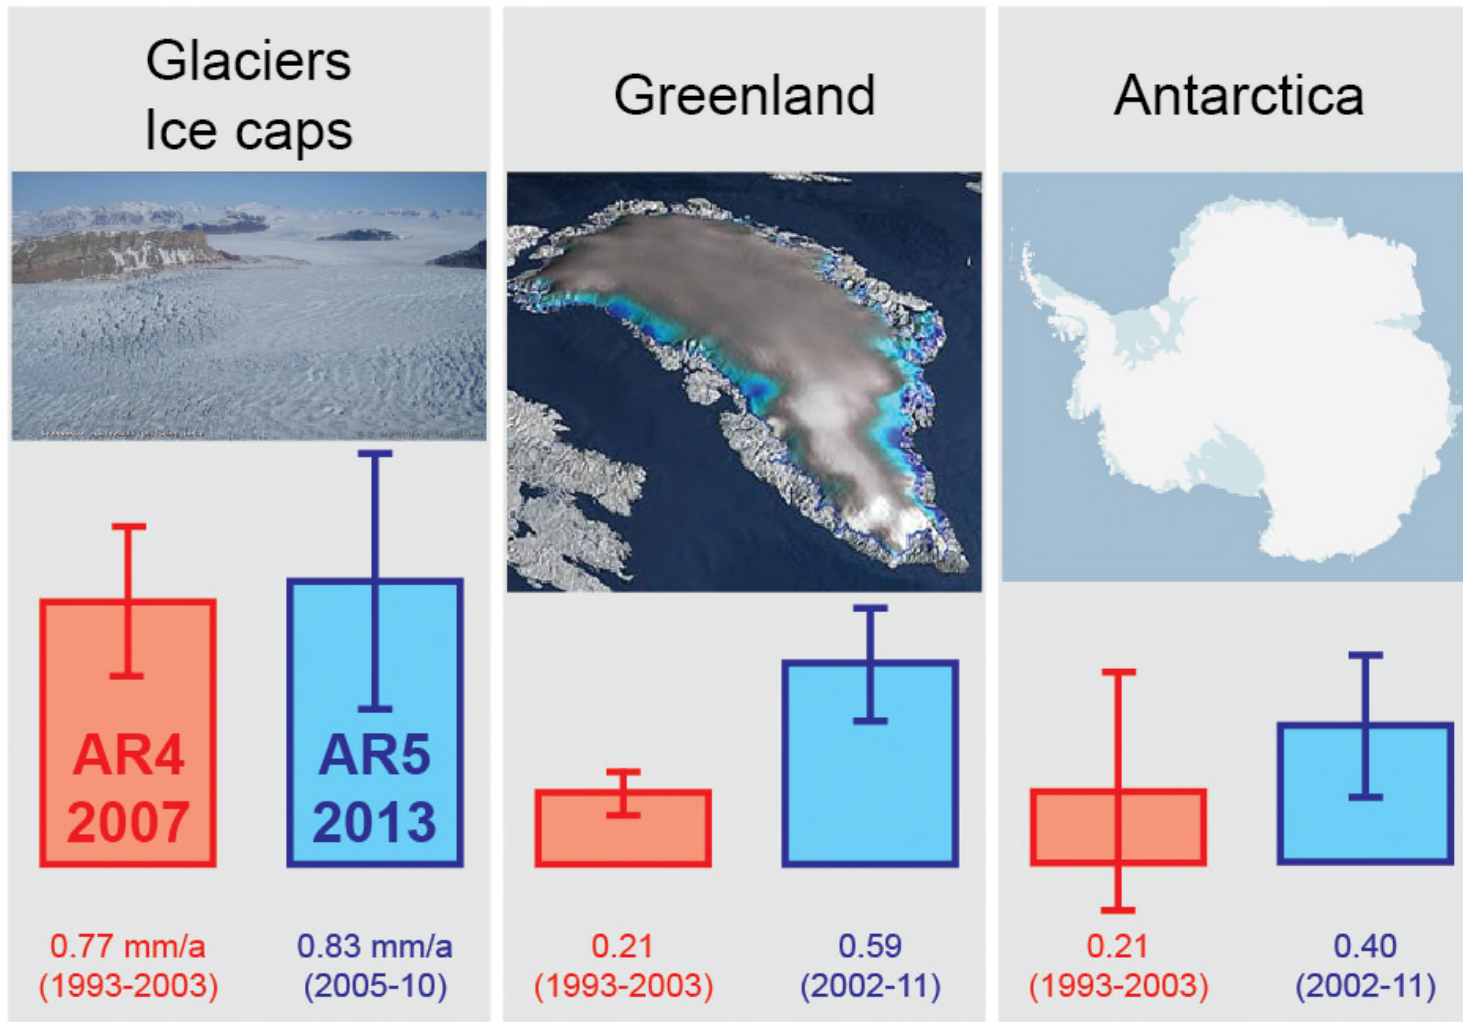 Glaciers
Ice caps
AR4
2007
AR5
2013
0.77 mm/a
(1993-2003)
0.83 mm/a
(2005-10)
Greenland
0.21
(1993-2003)
0.59
(2002-11)
Antarctica
0.21
(1993-2003)
0.40
(2002-11)